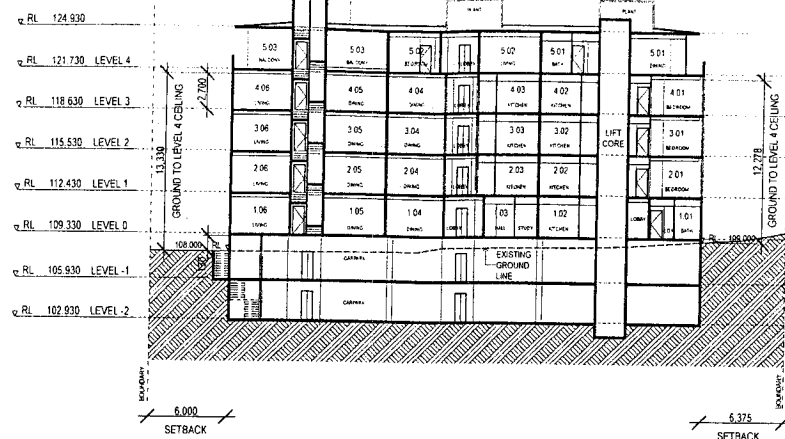 PLANT
PLANT
RL 124.930
RL 121.730 LEVEL 4
5.03 5.03 5.02 5.02 5.01 5.01
BALCONY BALCONY BEDROOM LOBBY LIVING BATH DINING
RL 118.630 LEVEL 3
2,700
4.06 4.05 4.04 4.03 4.02 4.01
LIVING DINING DINING LOBBY KITCHEN KITCHEN BEDROOM
RL 115.530 LEVEL 2
3.06 3.05 3.04 3.03 3.02 3.01
LIVING DINING DINING LOBBY KITCHEN KITCHEN BEDROOM
LIFT
CORE
13,330
GROUND TO LEVEL 4 CEILING
12,278
GROUND TO LEVEL 4 CEILING
RL 112.430 LEVEL 1
2.06 2.05 2.04 2.03 2.02 2.01
LIVING DINING DINING LOBBY KITCHEN KITCHEN BEDROOM
RL 109.330 LEVEL 0
1.06 1.05 1.04 03 1.02 1.01
LIVING DINING DINING LOBBY HALL STUDY KITCHEN LOBBY BATH
108.000
RL
CARPARK
EXISTING
GROUND
LINE
RL 105.930 LEVEL -1
RL 102.930 LEVEL -2
CARPARK
BOUNDARY
BOUNDARY
6,000
SETBACK
6,375
SETBACK